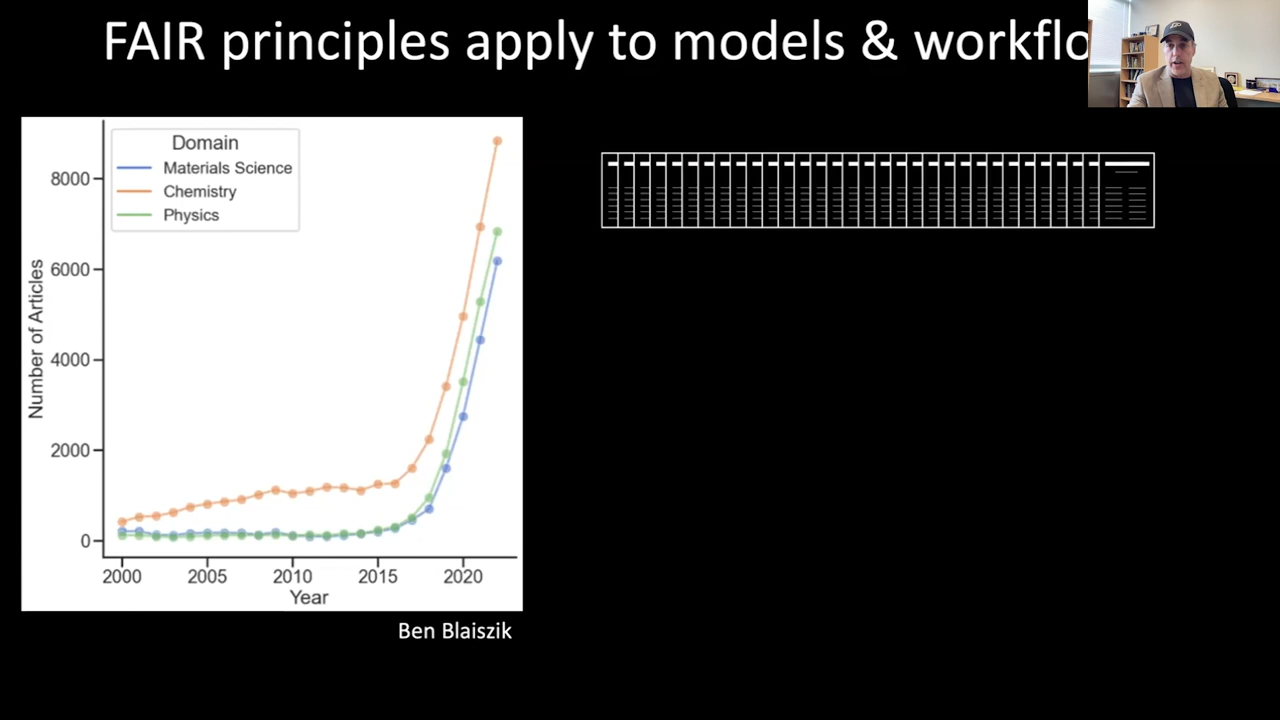 FAIR principles apply to models & workflo
Domain
Materials Science
Chemistry
Physics
8000
6000
4000
2000
0
Number of Articles
2000
2005
2010
2015
2020
Year
Ben Blaiszik